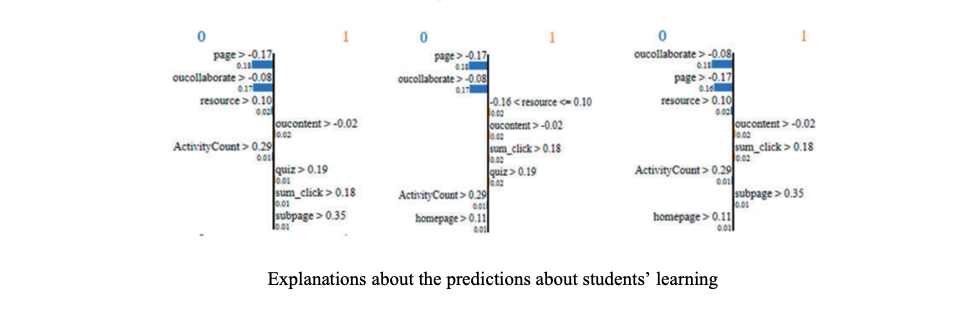 0 1
page > -0.17
0.18
oucollaborate > -0.08
0.17
resource > 0.10
0.02
oucontent > -0.02
0.02
ActivityCount > 0.29
0.01
quiz > 0.19
0.01
sum_click > 0.18
0.01
subpage > 0.35
0.01
0 1
page > -0.17
0.18
oucollaborate > -0.08
0.17
-0.16 < resource <= 0.10
0.02
oucontent > -0.02
0.02
sum_click > 0.18
0.02
quiz > 0.19
0.02
ActivityCount > 0.29
0.01
homepage > 0.11
0.01
0 1
oucollaborate > -0.08
0.18
page > -0.17
0.16
resource > 0.10
0.02
oucontent > -0.02
0.02
sum_click > 0.18
0.02
ActivityCount > 0.29
0.01
subpage > 0.35
0.01
homepage > 0.11
0.01
Explanations about the predictions about students’ learning